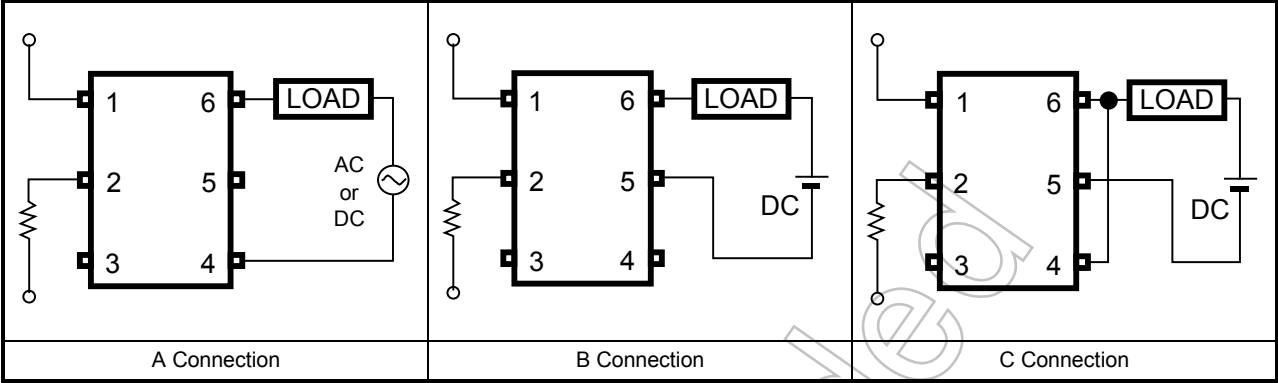 1 6 LOAD
2 5 AC or DC
3 4
A Connection
1 6 LOAD
2 5 DC
3 4
B Connection
1 6 LOAD
2 5 DC
3 4
C Connection